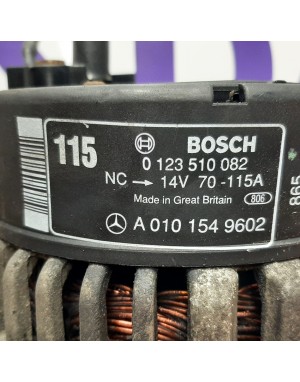 115
BOSCH
0 123 510 082
NC → 14V 70-115A
Made in Great Britain 806
A 010 154 9602
865